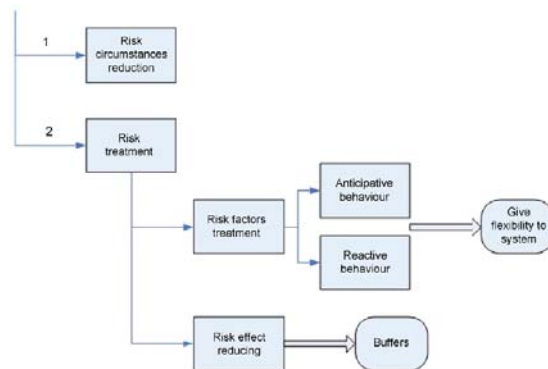 1
Risk
circumstances
reduction
2
Risk
treatment
Risk factors
treatment
Anticipative
behaviour
Reactive
behaviour
Give
flexibility to
system
Risk effect
reducing
Buffers